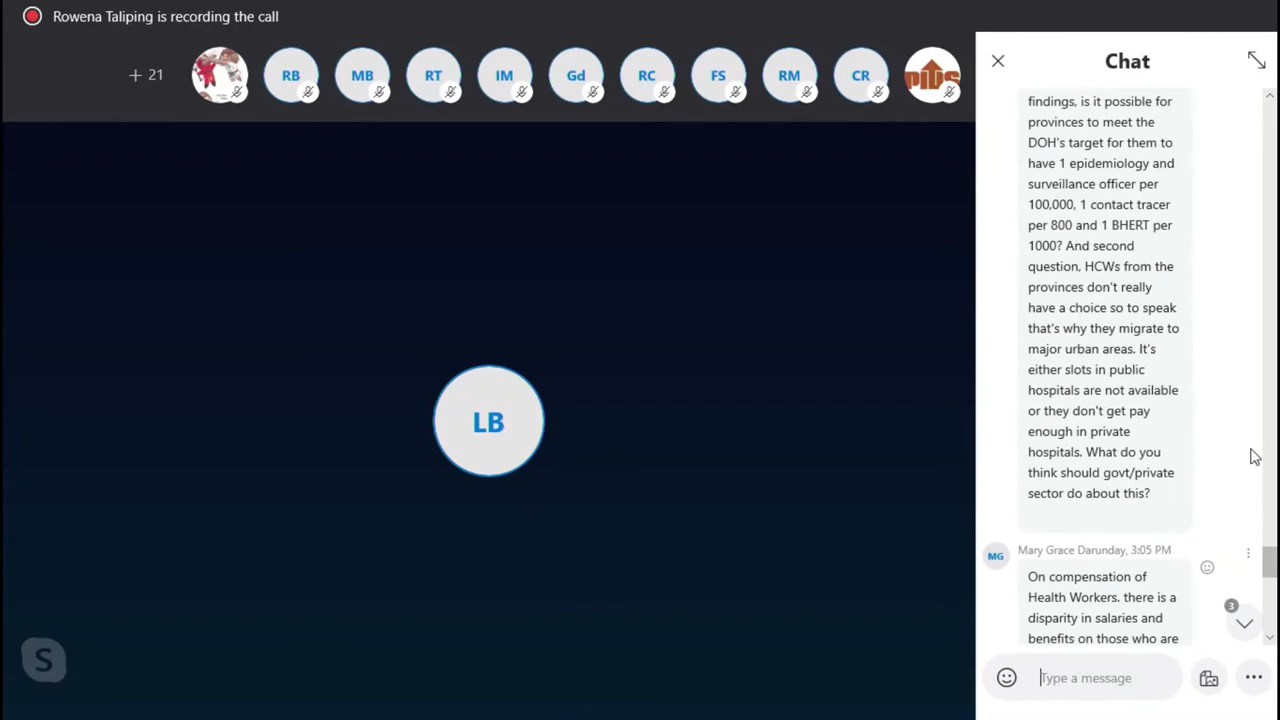 Rowena Taliping is recording the call
+ 21
RB
MB
RT
IM
Gd
RC
FS
RM
CR
PIDS
LB
S
Chat
findings, is it possible for
provinces to meet the
DOH's target for them to
have 1 epidemiology and
surveillance officer per
100,000, 1 contact tracer
per 800 and 1 BHERT per
1000? And second
question, HCWs from the
provinces don't really
have a choice so to speak
that's why they migrate to
major urban areas. It's
either slots in public
hospitals are not available
or they don't get pay
enough in private
hospitals. What do you
think should govt/private
sector do about this?
MG
Mary Grace Darunday, 3:05 PM
On compensation of
Health Workers. there is a
disparity in salaries and
benefits on those who are
3
Type a message